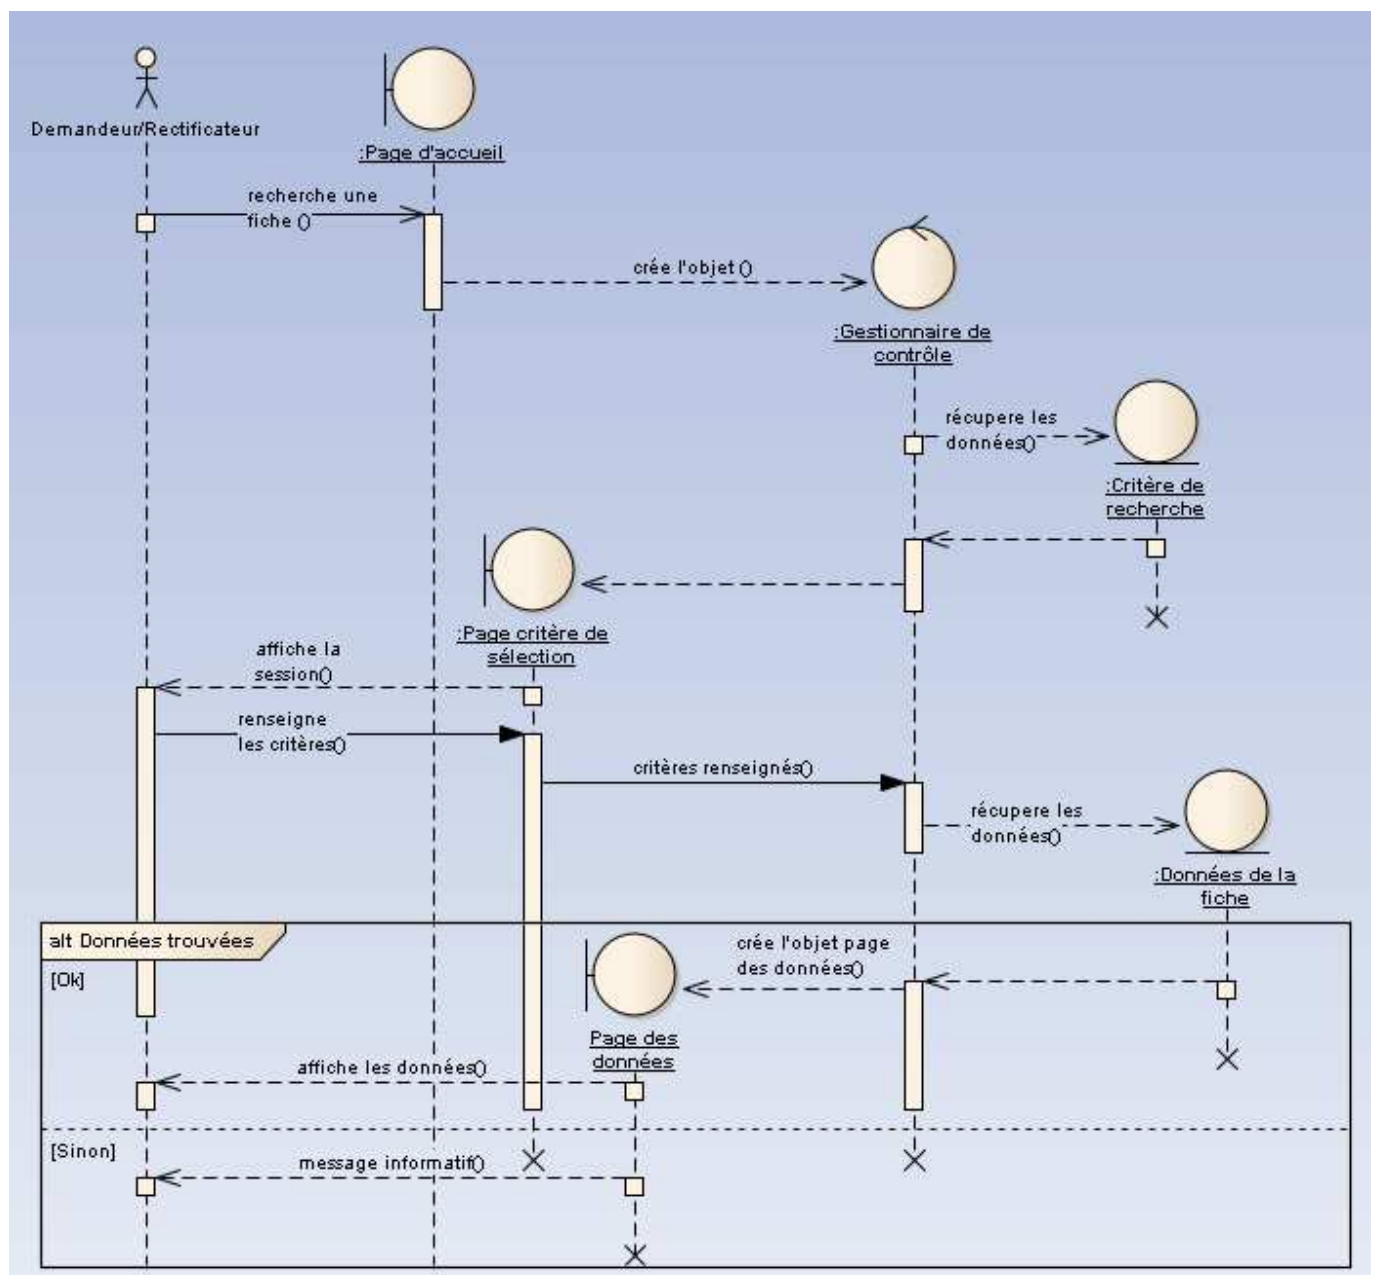 Demandeur/Rectificateur
:Page d'accueil
recherche une
fiche ()
crée l'objet ()
:Gestionnaire de
contrôle
récupere les
données()
:Critère de
recherche
:Page critère de
sélection
affiche la
session()
renseigne
les critères()
critères renseignés()
récupere les
données()
:Données de la
fiche
alt Données trouvées
[Ok]
crée l'objet page
des données()
Page des
données
affiche les données()
[Sinon]
message informatif()